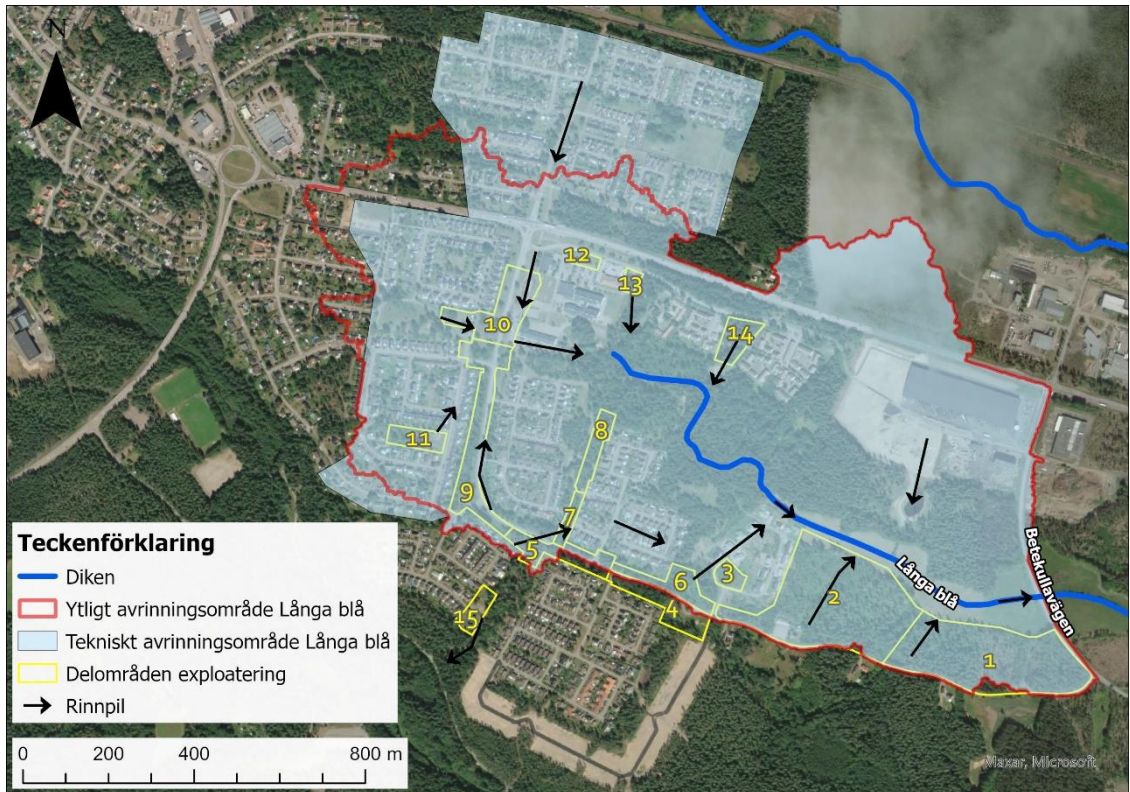 N
12
13
14
10
11
8
9
7
5
6
3
2
4
15
1
Långa blå
Betekullavägen
Teckenförklaring
Diken
Ytligt avrinningsområde Långa blå
Tekniskt avrinningsområde Långa blå
Delområden exploatering
Rinnpil
0 200 400 800 m
Maxar, Microsoft